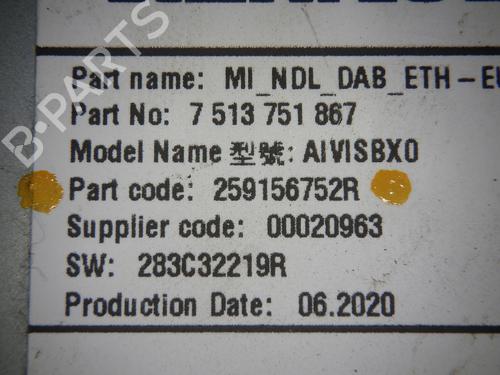 Part name: MI_NDL_DAB_ETH-EU
Part No: 7 513 751 867
Model Name 型號: AIVISBX0
Part code: 259156752R
Supplier code: 00020963
SW: 283C32219R
Production Date: 06.2020
B-PARTS